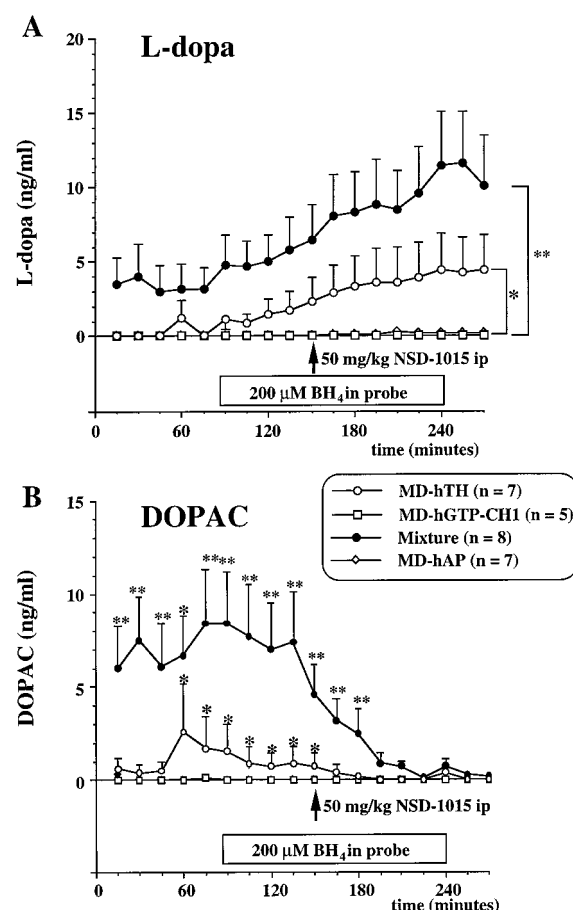 A
L-dopa
20
15
10
5
0
L-dopa (ng/ml)
**
*
50 mg/kg NSD-1015 ip
200 μM BH4 in probe
0 60 120 180 240
time (minutes)
B
DOPAC
MD-hTH (n = 7)
MD-hGTP-CH1 (n = 5)
Mixture (n = 8)
MD-hAP (n = 7)
15
10
5
0
DOPAC (ng/ml)
** ** ** * ** ** ** ** ** ** ** **
* * * * * * *
50 mg/kg NSD-1015 ip
200 μM BH4 in probe
0 60 120 180 240
time (minutes)